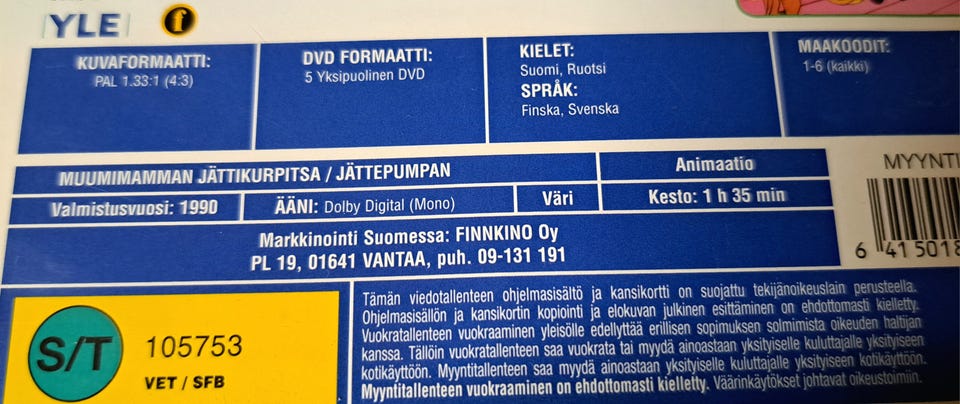 YLE f
KUVAFORMAATTI:
PAL 1.33:1 (4:3)
DVD FORMAATTI:
5 Yksipuolinen DVD
KIELET:
Suomi, Ruotsi
SPRÅK:
Finska, Svenska
MAAKOODIT:
1-6 (kaikki)
MUUMIMAMMAN JÄTTIKURPITSA / JÄTTEPUMPAN
Animaatio
Valmistusvuosi: 1990
ÄÄNI: Dolby Digital (Mono)
Väri
Kesto: 1 h 35 min
Markkinointi Suomessa: FINNKINO Oy
PL 19, 01641 VANTAA, puh. 09-131 191
MYYNTI
6 415018
S/T
105753
VET / SFB
Tämän viedotallenteen ohjelmasisältö ja kansikortti on suojattu tekijänoikeuslain perusteella.
Ohjelmasisällön ja kansikortin kopiointi ja elokuvan julkinen esittäminen on ehdottomasti kielletty.
Vuokratallenteen vuokraaminen yleisölle edellyttää erillisen sopimuksen solmimista oikeuden haltijan
kanssa. Tällöin vuokratallenteen saa vuokrata tai myydä ainoastaan yksityiselle kuluttajalle yksityiseen
kotikäyttöön. Myyntitallenteen saa myydä ainoastaan yksityiselle kuluttajalle yksityiseen kotikäyttöön.
Myyntitallenteen vuokraaminen on ehdottomasti kielletty. Väärinkäytökset johtavat oikeustoimiin.